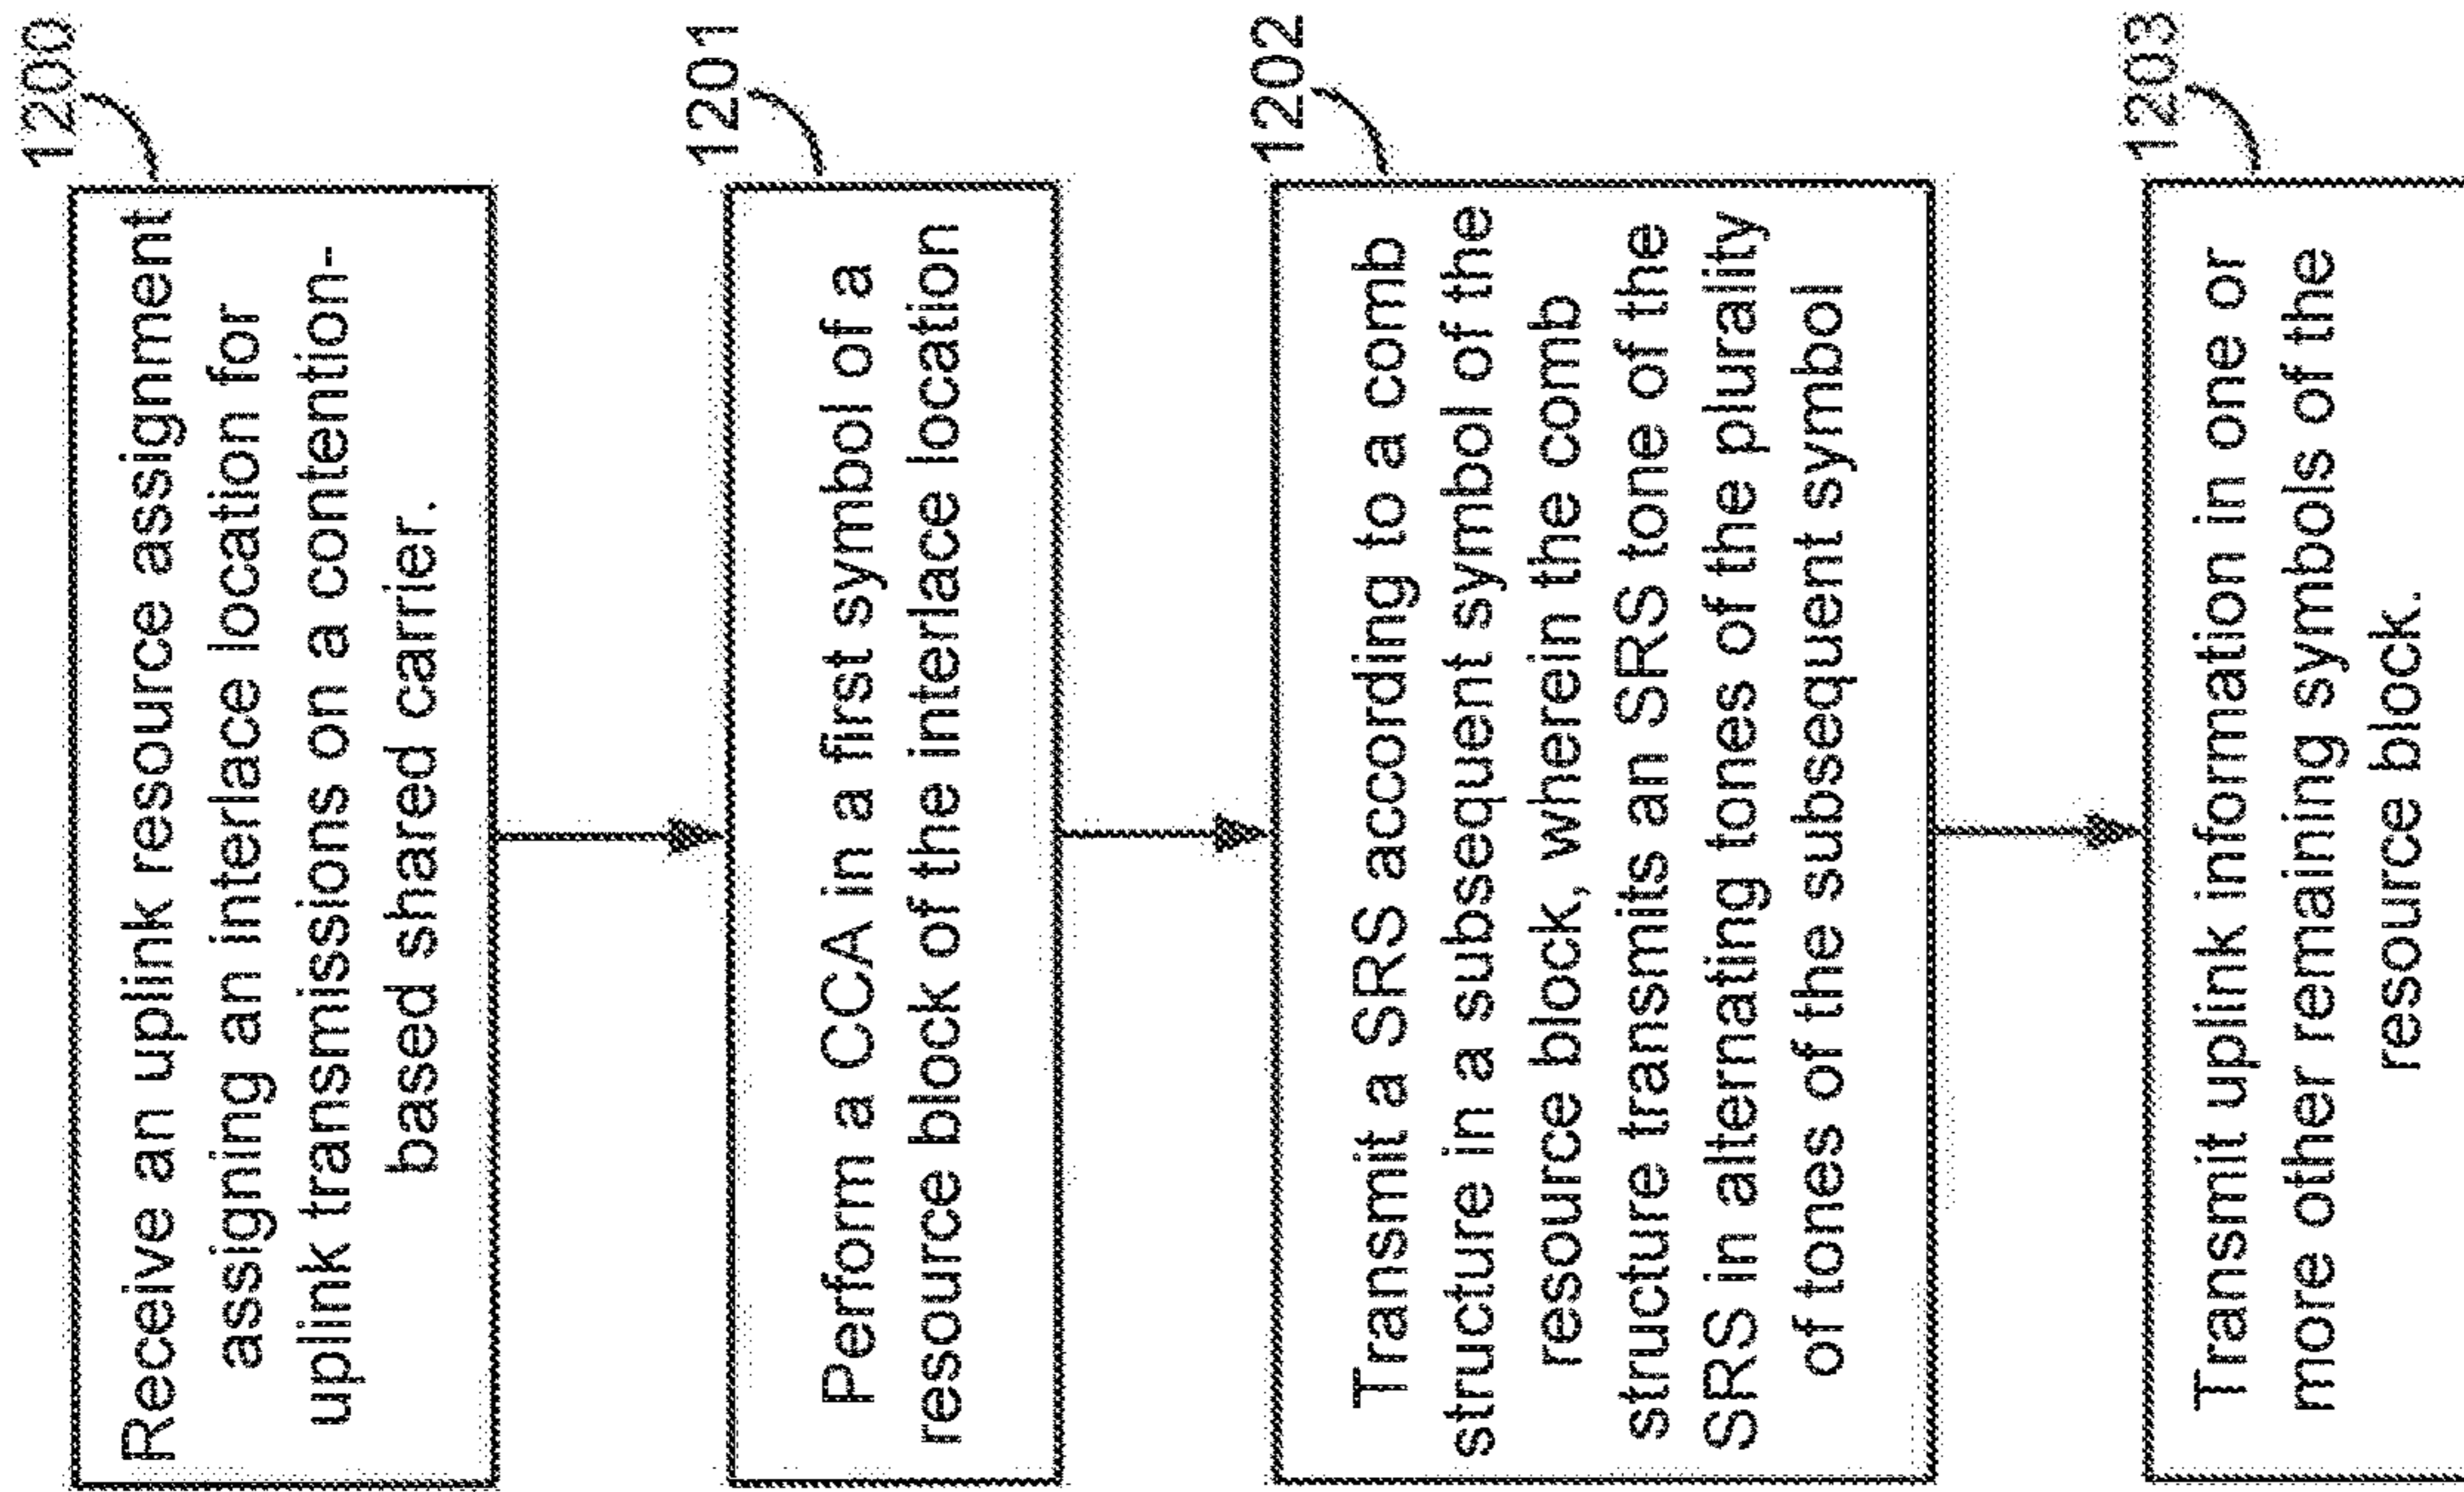 1200
Receive an uplink resource assignment
assigning an interlace location for
uplink transmissions on a contention-
based shared carrier.
1201
Perform a CCA in a first symbol of a
resource block of the interlace location
1202
Transmit a SRS according to a comb
structure in a subsequent symbol of the
resource block, wherein the comb
structure transmits an SRS tone of the
SRS in alternating tones of the plurality
of tones of the subsequent symbol
1203
Transmit uplink information in one or
more other remaining symbols of the
resource block.